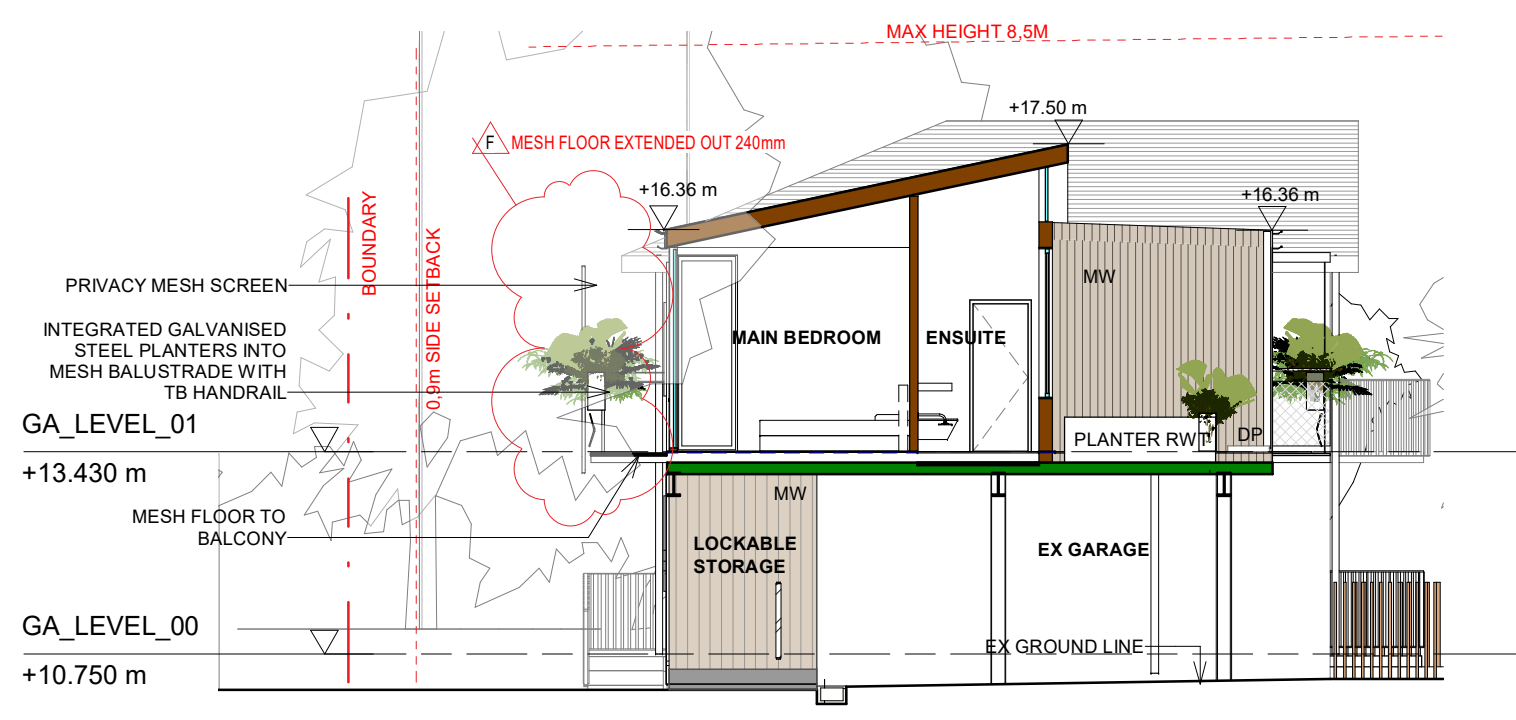 MAX HEIGHT 8,5M
+17.50 m
F
MESH FLOOR EXTENDED OUT 240mm
+16.36 m
+16.36 m
BOUNDARY
0,9m SIDE SETBACK
PRIVACY MESH SCREEN
MW
INTEGRATED GALVANISED
STEEL PLANTERS INTO
MESH BALUSTRADE WITH
TB HANDRAIL
MAIN BEDROOM
ENSUITE
GA_LEVEL_01
+13.430 m
PLANTER RWT
DP
MESH FLOOR TO
BALCONY
MW
LOCKABLE
STORAGE
EX GARAGE
GA_LEVEL_00
+10.750 m
EX GROUND LINE